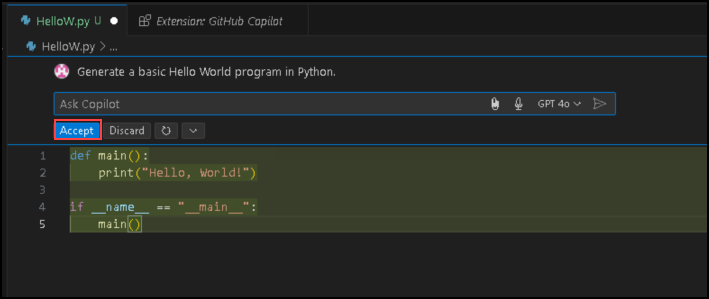 HelloW.py U Extension: GitHub Copilot
HelloW.py > ...
Generate a basic Hello World program in Python.
Ask Copilot GPT 4o
Accept Discard
1 def main():
2 print("Hello, World!")
3
4 if __name__ == "__main__":
5 main()